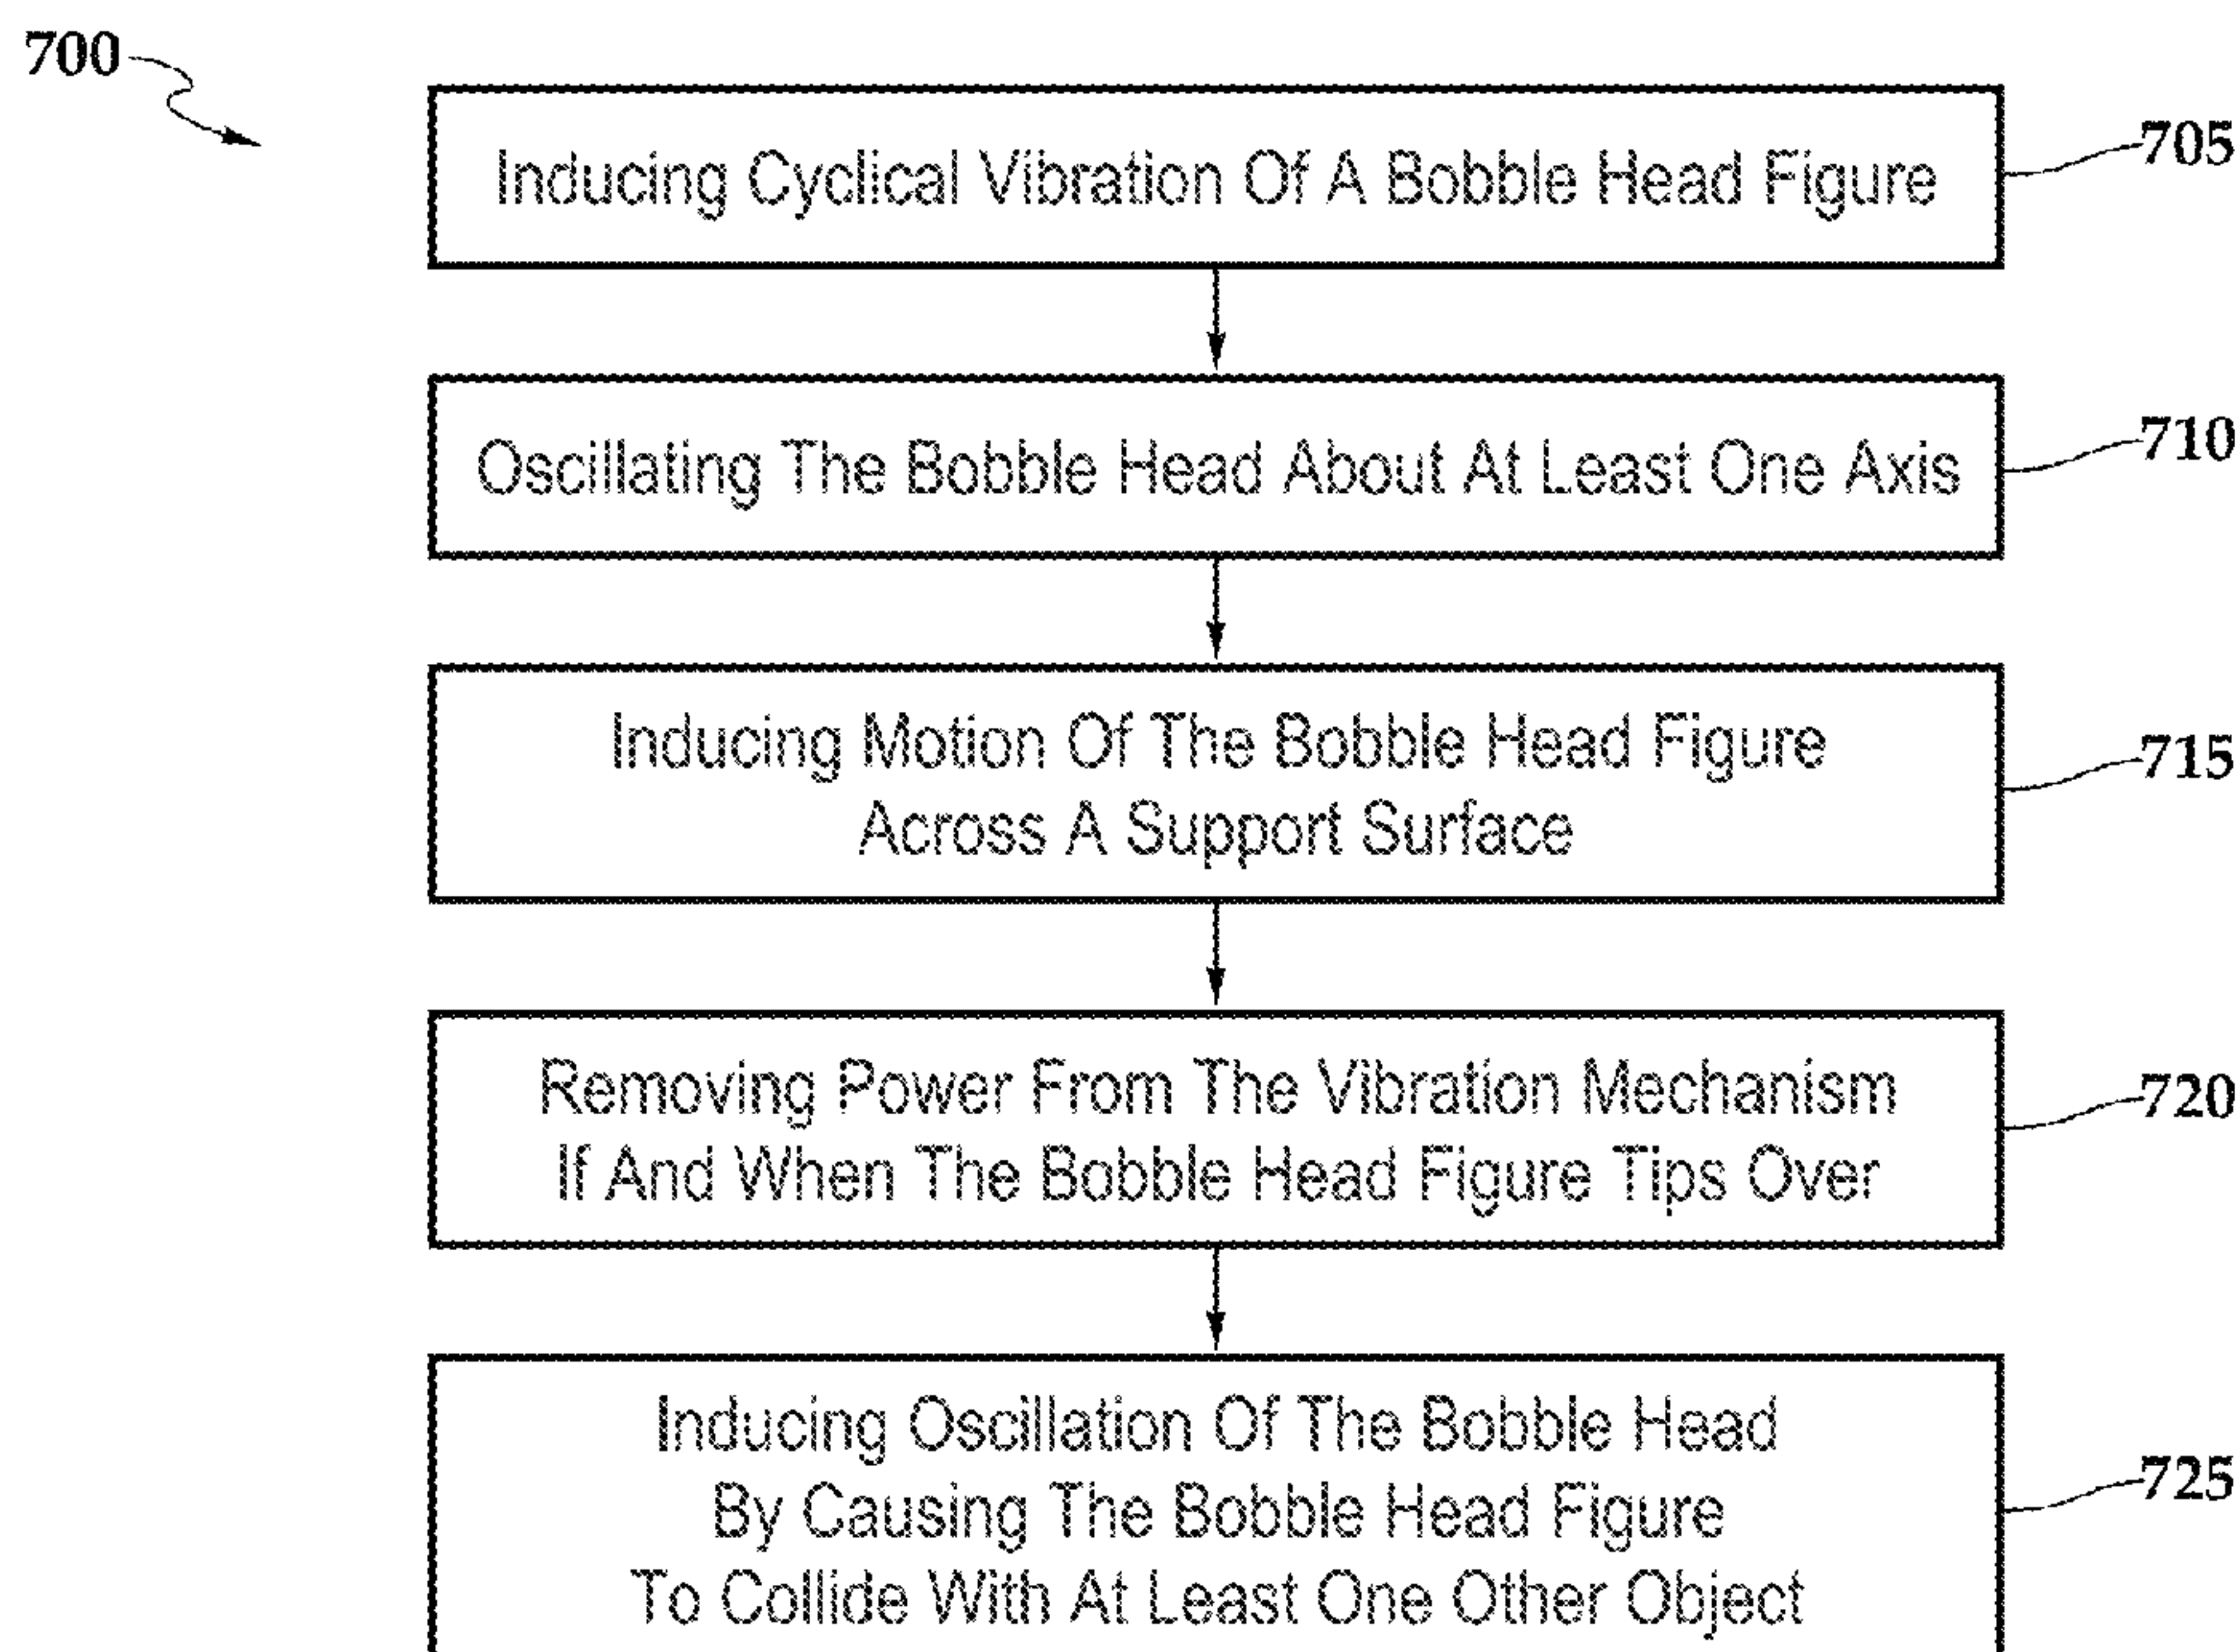 700
Inducing Cyclical Vibration Of A Bobble Head Figure
705
Oscillating The Bobble Head About At Least One Axis
710
Inducing Motion Of The Bobble Head Figure
Across A Support Surface
715
Removing Power From The Vibration Mechanism
If And When The Bobble Head Figure Tips Over
720
Inducing Oscillation Of The Bobble Head
By Causing The Bobble Head Figure
To Collide With At Least One Other Object
725